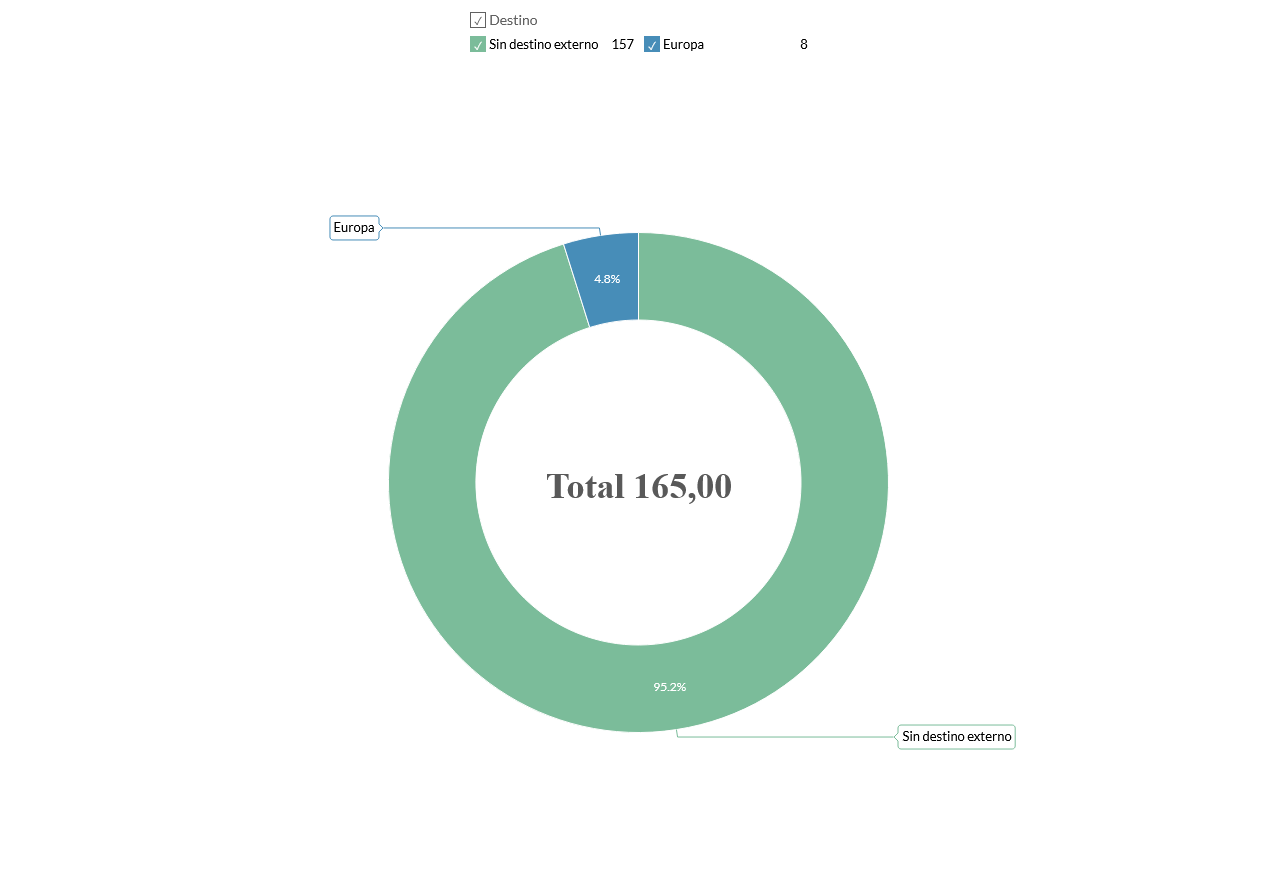 Destino
Sin destino externo 157 Europa 8
Europa
4.8%
Total 165,00
95.2%
Sin destino externo